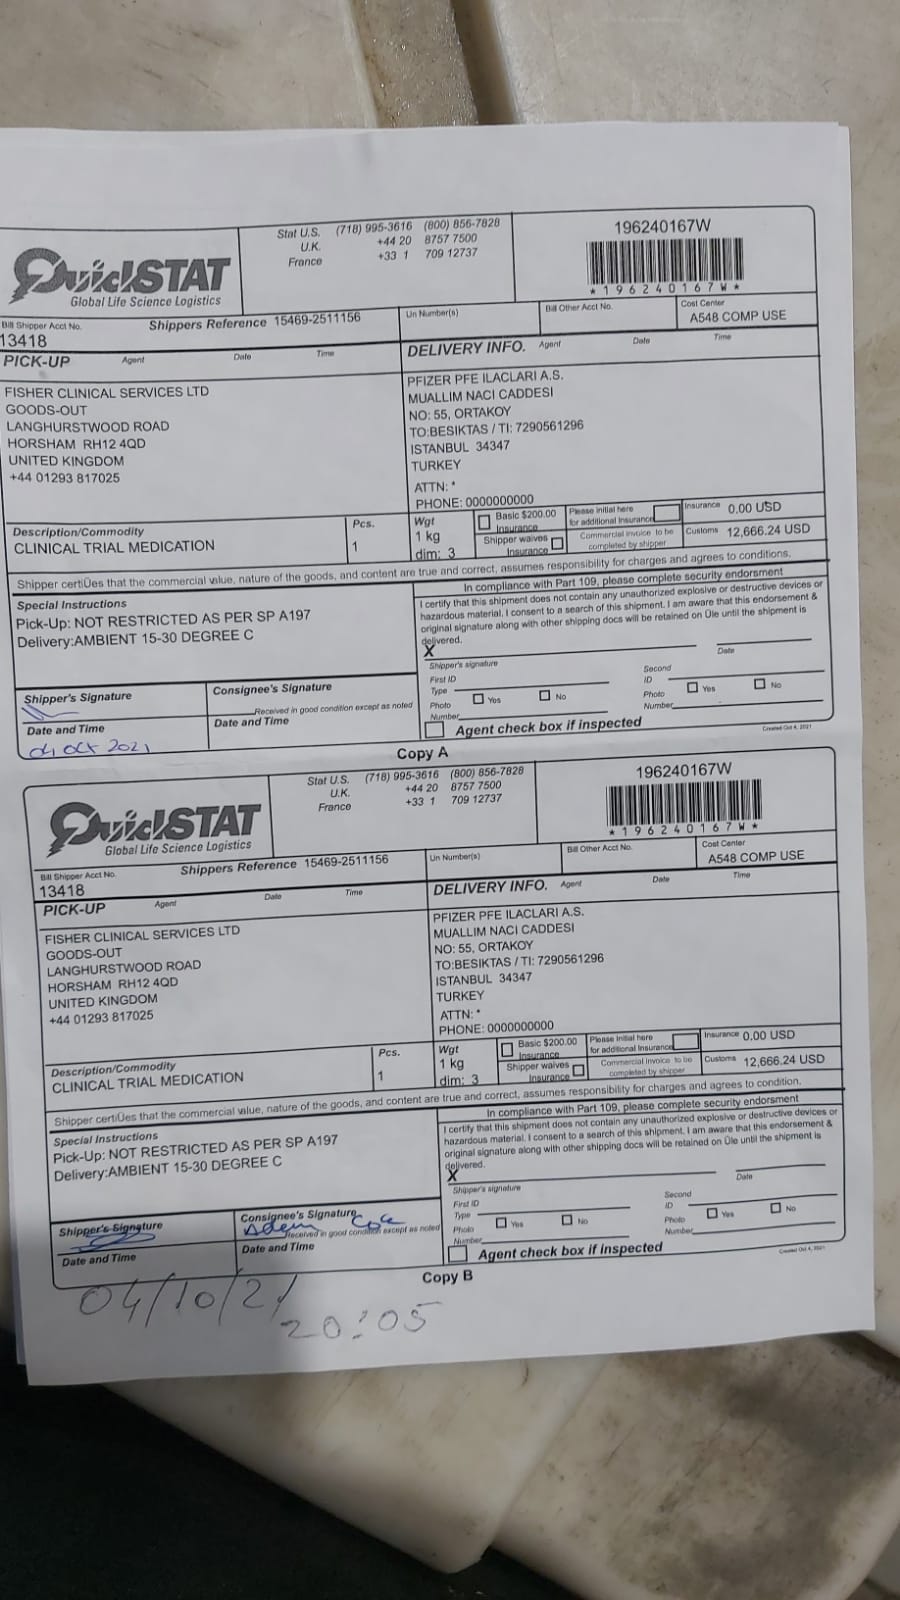 QuickSTAT
Global Life Science Logistics
Stat U.S. (718) 995-3616 (800) 856-7828
U.K. +44 20 8757 7500
France +33 1 709 12737
196240167W
*196240167W*
Bill Shipper Acct No.
13418
Shippers Reference 15469-2511156
Un Number(s)
Bill Other Acct No.
Cost Center
A548 COMP USE
PICK-UP Agent Date Time
DELIVERY INFO. Agent Date Time
FISHER CLINICAL SERVICES LTD
GOODS-OUT
LANGHURSTWOOD ROAD
HORSHAM RH12 4QD
UNITED KINGDOM
+44 01293 817025
PFIZER PFE ILACLARI A.S.
MUALLIM NACI CADDESI
NO: 55, ORTAKOY
TO:BESIKTAS / TI: 7290561296
ISTANBUL 34347
TURKEY
ATTN: *
PHONE: 0000000000
Description/Commodity
CLINICAL TRIAL MEDICATION
Pcs.
1
Wgt
1 kg
dim: 3
Basic $200.00
Insurance
Shipper waives
Insurance
Please initial here
for additional Insurance
Commercial invoice to be
completed by shipper
Insurance 0.00 USD
Customs 12,666.24 USD
Shipper certiÛes that the commercial value, nature of the goods, and content are true and correct, assumes responsibility for charges and agrees to conditions.
Special Instructions
Pick-Up: NOT RESTRICTED AS PER SP A197
Delivery:AMBIENT 15-30 DEGREE C
In compliance with Part 109, please complete security endorsment
I certify that this shipment does not contain any unauthorized explosive or destructive devices or
hazardous material. I consent to a search of this shipment. I am aware that this endorsement &
original signature along with other shipping docs will be retained on Ûle until the shipment is
delivered.
X
Shipper's signature
Date
First ID
Type
Photo Yes No
Number
Second
ID
Photo Yes No
Number
Shipper's Signature
Consignee's Signature
Received in good condition except as noted
Date and Time
04 Oct 2021
Date and Time
Agent check box if inspected
Created Oct 4, 2021
Copy A
QuickSTAT
Global Life Science Logistics
Stat U.S. (718) 995-3616 (800) 856-7828
U.K. +44 20 8757 7500
France +33 1 709 12737
196240167W
*196240167W*
Bill Shipper Acct No.
13418
Shippers Reference 15469-2511156
Un Number(s)
Bill Other Acct No.
Cost Center
A548 COMP USE
PICK-UP Agent Date Time
DELIVERY INFO. Agent Date Time
FISHER CLINICAL SERVICES LTD
GOODS-OUT
LANGHURSTWOOD ROAD
HORSHAM RH12 4QD
UNITED KINGDOM
+44 01293 817025
PFIZER PFE ILACLARI A.S.
MUALLIM NACI CADDESI
NO: 55, ORTAKOY
TO:BESIKTAS / TI: 7290561296
ISTANBUL 34347
TURKEY
ATTN: *
PHONE: 0000000000
Description/Commodity
CLINICAL TRIAL MEDICATION
Pcs.
1
Wgt
1 kg
dim: 3
Basic $200.00
Insurance
Shipper waives
Insurance
Please Initial here
for additional Insurance
Commercial invoice to be
completed by shipper
Insurance 0.00 USD
Customs 12,666.24 USD
Shipper certiÛes that the commercial value, nature of the goods, and content are true and correct, assumes responsibility for charges and agrees to condition.
Special Instructions
Pick-Up: NOT RESTRICTED AS PER SP A197
Delivery:AMBIENT 15-30 DEGREE C
In compliance with Part 109, please complete security endorsment
I certify that this shipment does not contain any unauthorized explosive or destructive devices or
hazardous material. I consent to a search of this shipment. I am aware that this endorsement &
original signature along with other shipping docs will be retained on Ûle until the shipment is
delivered.
X
Shipper's signature
Date
First ID
Type
Photo Yes No
Number
Second
ID
Photo Yes No
Number
Shipper's Signature
Consignee's Signature
Adem
Received in good condition except as noted
Date and Time
Date and Time
Agent check box if inspected
Created Oct 4, 2021
Copy B
04/10/21
20:05